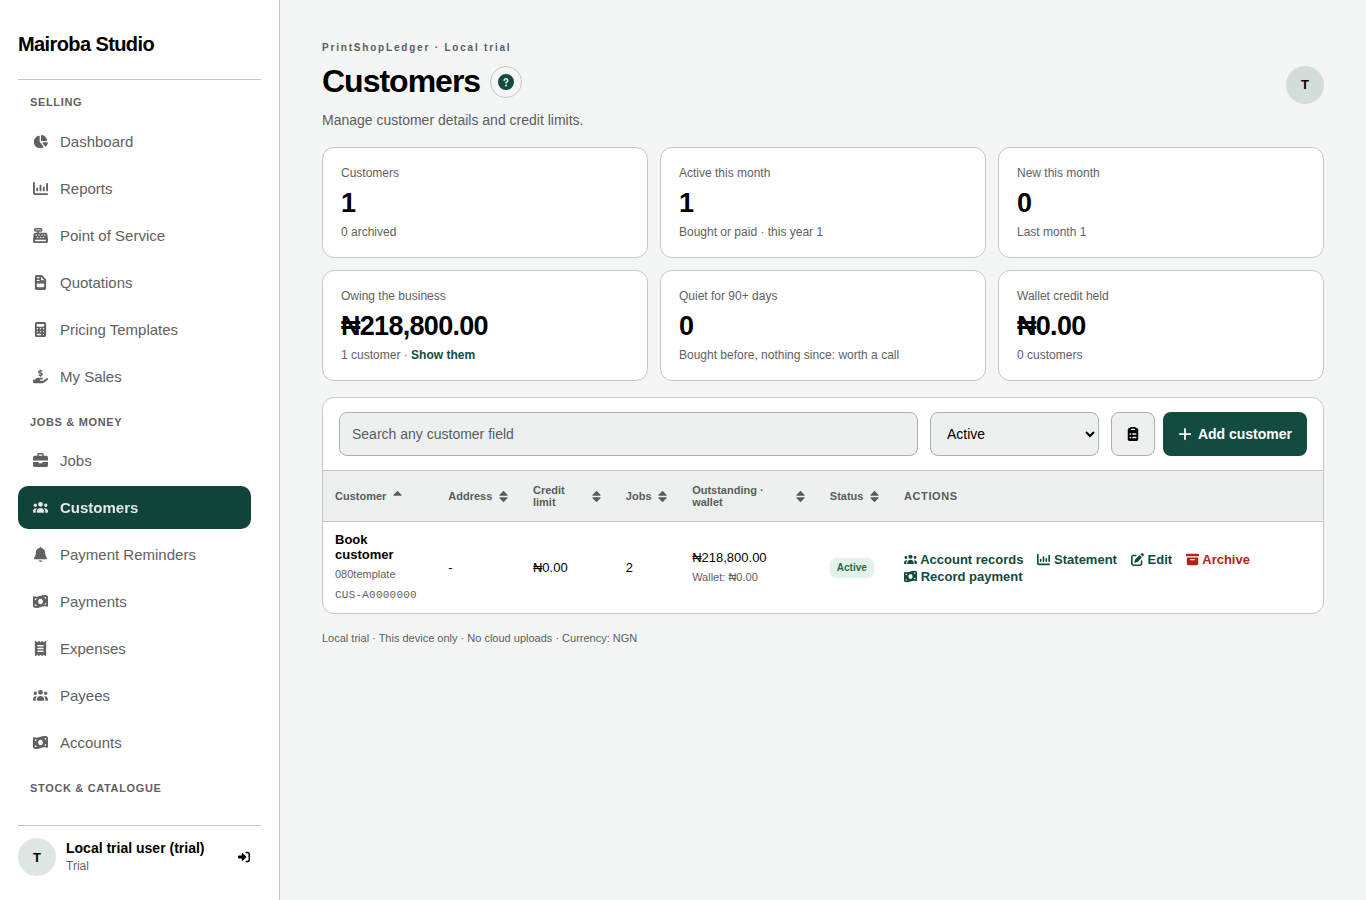 Mairoba Studio
SELLING
Dashboard
Reports
Point of Service
Quotations
Pricing Templates
My Sales
JOBS & MONEY
Jobs
Customers
Payment Reminders
Payments
Expenses
Payees
Accounts
STOCK & CATALOGUE
T
Local trial user (trial)
Trial
PrintShopLedger · Local trial
Customers
?
T
Manage customer details and credit limits.
Customers
1
0 archived
Active this month
1
Bought or paid · this year 1
New this month
0
Last month 1
Owing the business
₦218,800.00
1 customer · Show them
Quiet for 90+ days
0
Bought before, nothing since: worth a call
Wallet credit held
₦0.00
0 customers
Search any customer field
Active
Add customer
Customer
Address
Credit
limit
Jobs
Outstanding ·
wallet
Status
ACTIONS
Book
customer
080template
CUS-A0000000
-
₦0.00
2
₦218,800.00
Wallet: ₦0.00
Active
Account records Statement Edit Archive
Record payment
Local trial · This device only · No cloud uploads · Currency: NGN